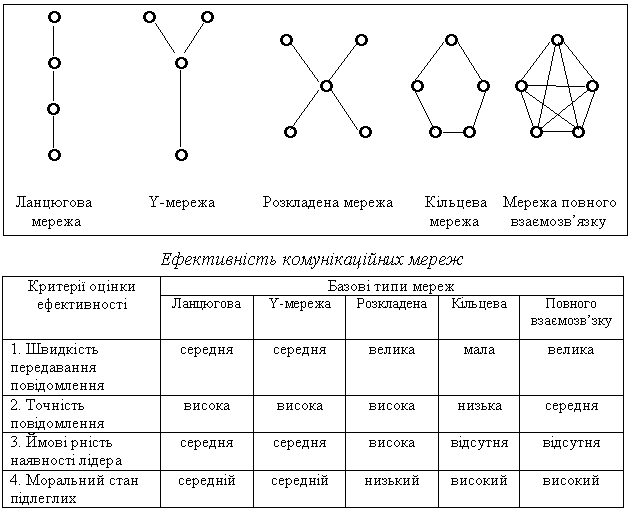 Ланцюгова Y-мережа Розкладена мережа Кільцева Мережа повного
мережа мережа взаємозв’язку
Ефективність комунікаційних мереж
Критерії оцінки Базові типи мереж
ефективності Ланцюгова Y-мережа Розкладена Кільцева Повного
взаємозв’зку
1. Швидкість середня середня велика мала велика
передавання
повідомлення
2. Точність висока висока висока низька середня
повідомлення
3. Ймові рність середня середня висока відсутня відсутня
наявності лідера
4. Моральний стан середній середній низький високий високий
підлеглих